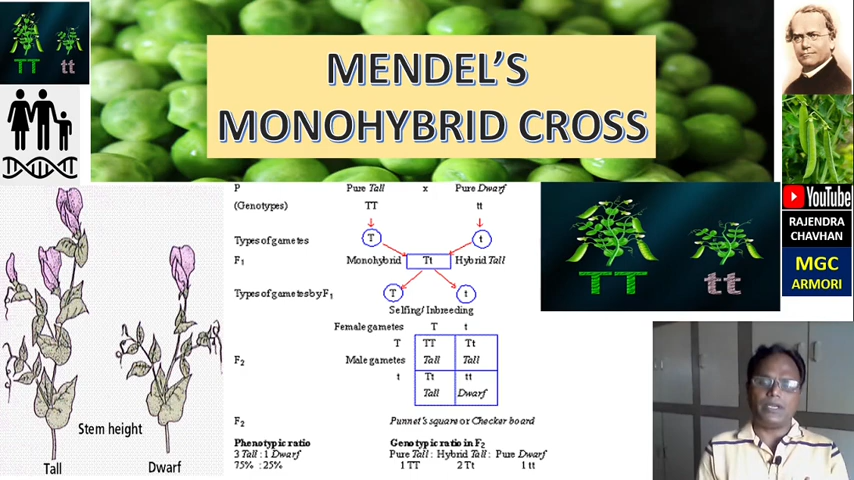 MENDEL'S
MONOHYBRID CROSS
TT tt
YouTube
RAJENDRA
CHAVHAN
MGC
ARMORI
Stem height
Tall Dwarf
P Pure Tall x Pure Dwarf
(Genotypes) TT tt
Types of gametes T t
F1 Monohybrid Tt Hybrid Tall
Types of gametes by F1 T t
Selfing/ Inbreeding
Female gametes T t
T TT Tt
F2 Male gametes Tall Tall
t Tt tt
Tall Dwarf
F2 Punnet's square or Checker board
Phenotypic ratio Genotypic ratio in F2
3 Tall : 1 Dwarf Pure Tall : Hybrid Tall : Pure Dwarf
75% : 25% 1 TT 2 Tt 1 tt
TT tt